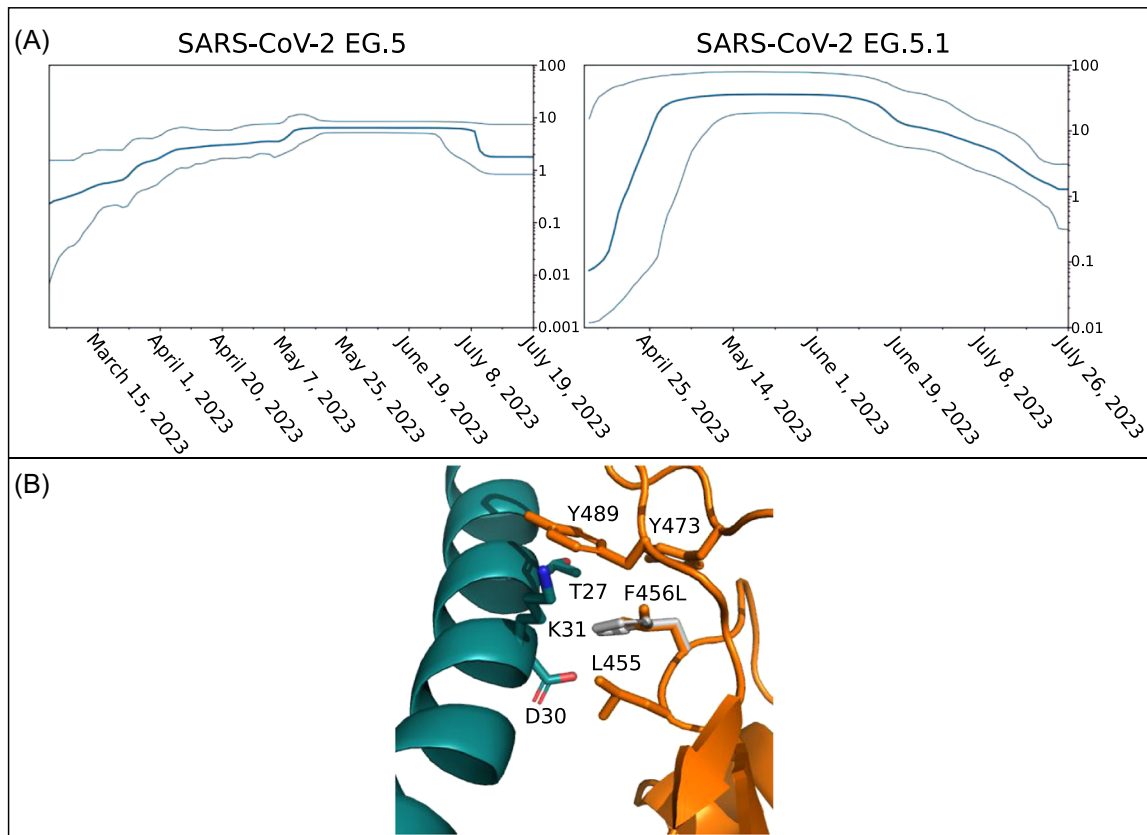 (A)
SARS-CoV-2 EG.5
SARS-CoV-2 EG.5.1
100
10
1
0.1
0.01
0.001
March 15, 2023
April 1, 2023
April 20, 2023
May 7, 2023
May 25, 2023
June 19, 2023
July 8, 2023
July 19, 2023
100
10
1
0.1
0.01
April 25, 2023
May 14, 2023
June 1, 2023
June 19, 2023
July 8, 2023
July 26, 2023
(B)
Y489
Y473
T27
F456L
K31
L455
D30